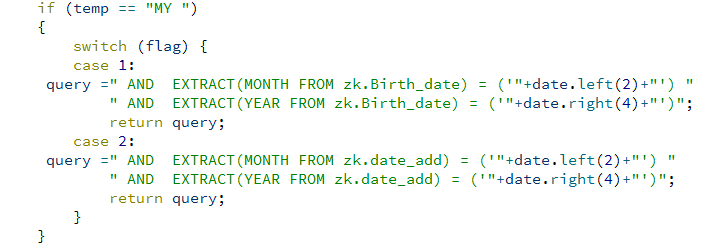 if (temp == "MY ")
{
switch (flag) {
case 1:
query =" AND  EXTRACT(MONTH FROM zk.Birth_date) = ('"+date.left(2)+"') "
" AND  EXTRACT(YEAR FROM zk.Birth_date) = ('"+date.right(4)+"')";
return query;
case 2:
query =" AND  EXTRACT(MONTH FROM zk.date_add) = ('"+date.left(2)+"') "
" AND  EXTRACT(YEAR FROM zk.date_add) = ('"+date.right(4)+"')";
return query;
}
}